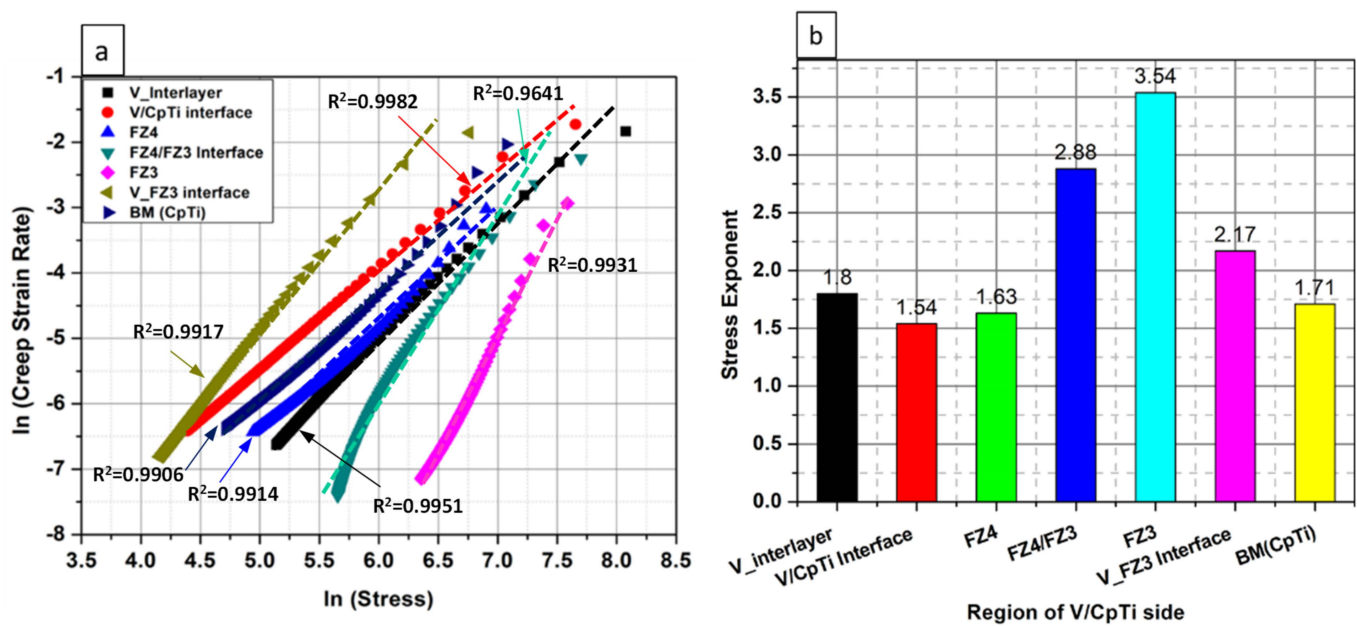 a
-1
-2
-3
-4
-5
-6
-7
-8
ln (Creep Strain Rate)
V_Interlayer
V/CpTi interface
FZ4
FZ4/FZ3 Interface
FZ3
V_FZ3 interface
BM (CpTi)
R²=0.9982
R²=0.9641
R²=0.9931
R²=0.9917
R²=0.9906
R²=0.9914
R²=0.9951
3.5 4.0 4.5 5.0 5.5 6.0 6.5 7.0 7.5 8.0 8.5
ln (Stress)
b
3.5
3.0
2.5
2.0
1.5
1.0
0.5
0.0
Stress Exponent
1.8
1.54
1.63
2.88
3.54
2.17
1.71
V_interlayer
V/CpTi Interface
FZ4
FZ4/FZ3
FZ3
V_FZ3 Interface
BM(CpTi)
Region of V/CpTi side